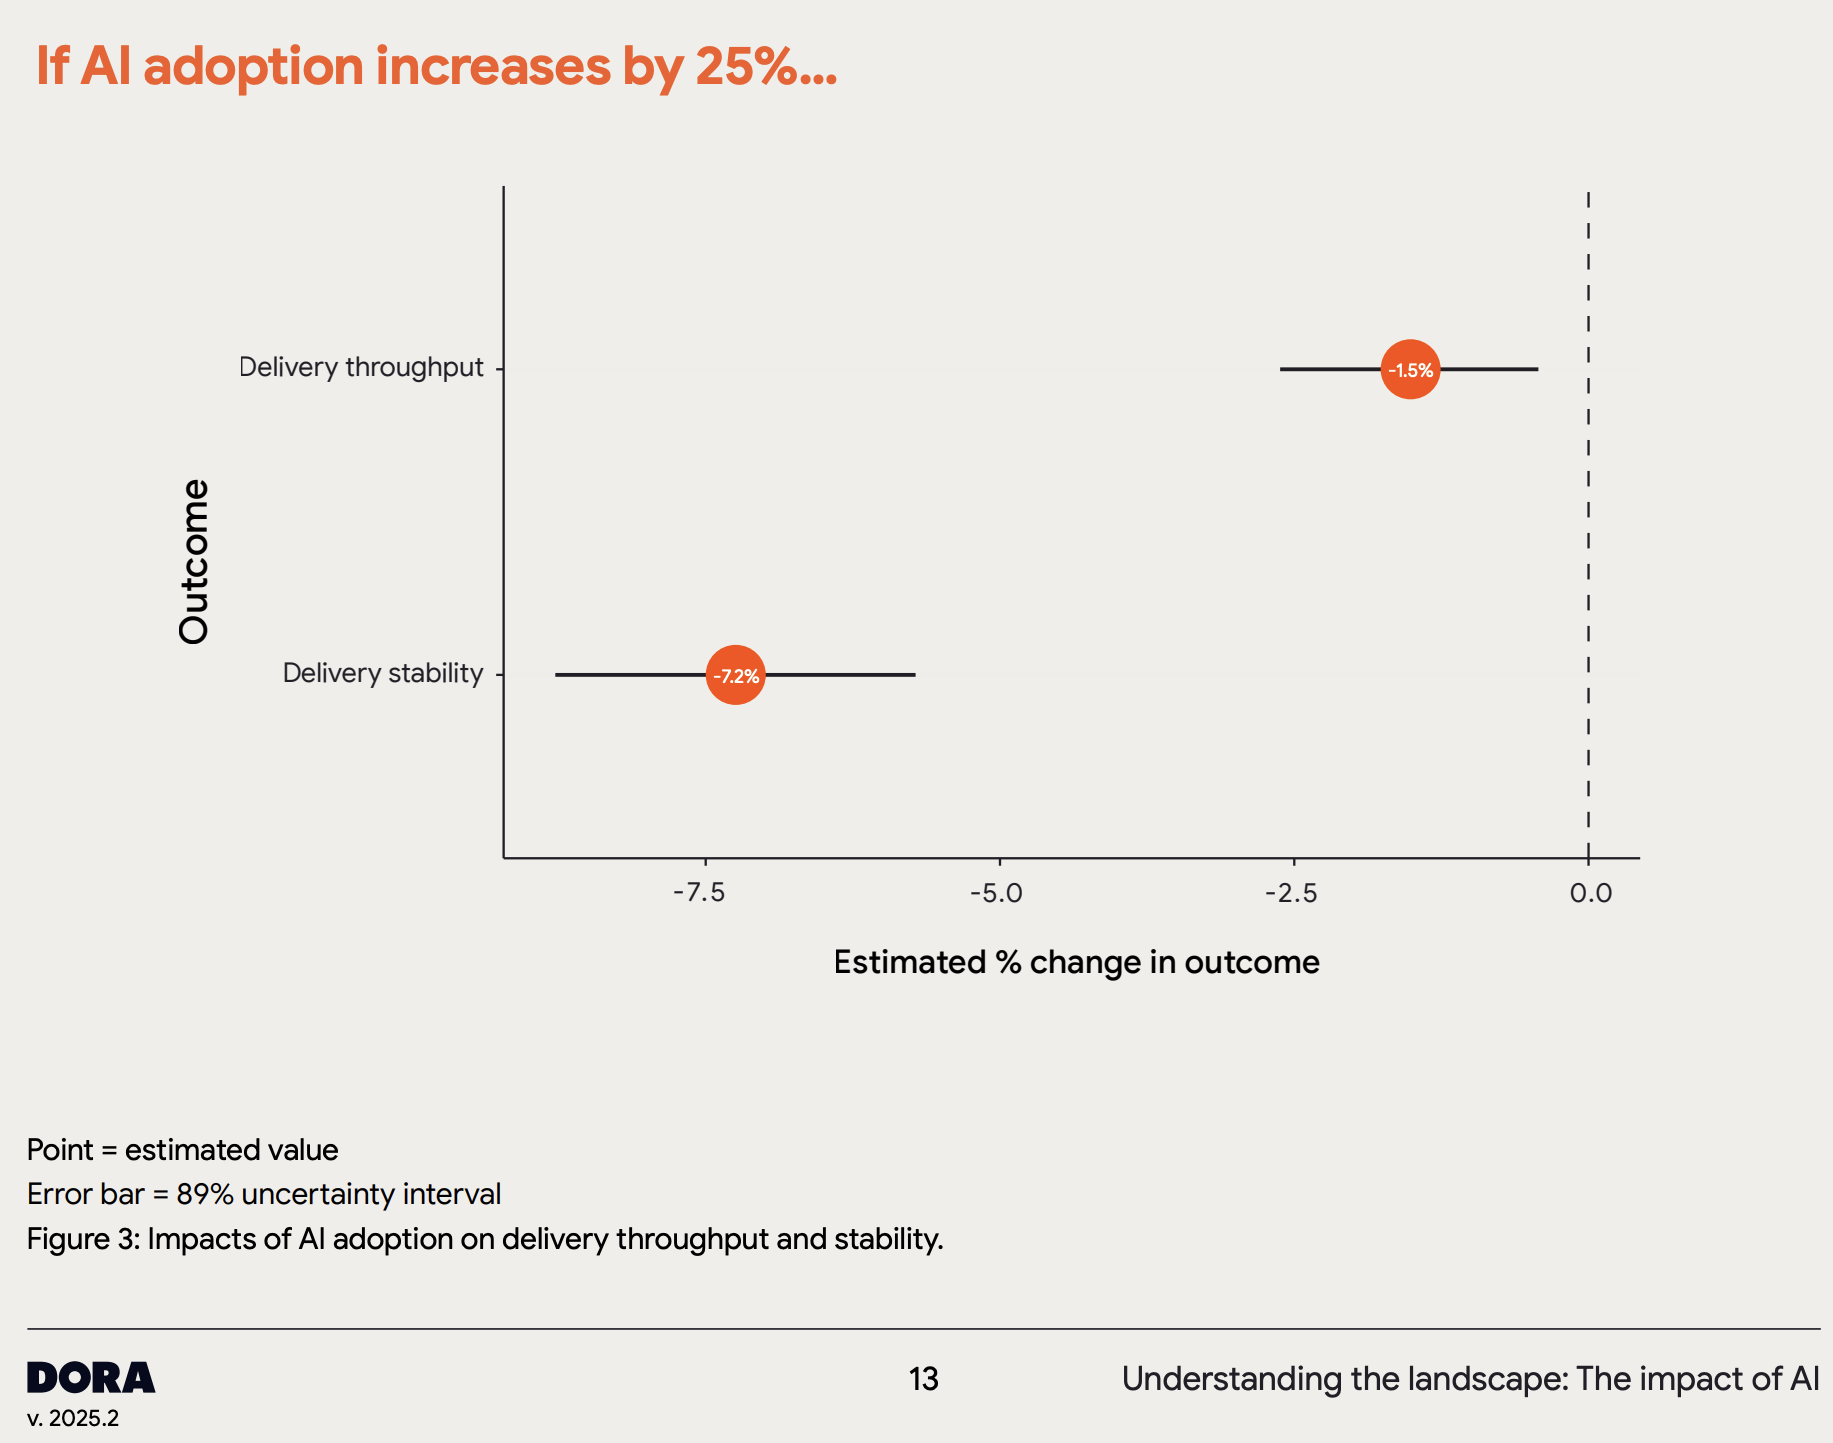 If AI adoption increases by 25%...
Delivery throughput
-1.5%
Outcome
Delivery stability
-7.2%
-7.5
-5.0
-2.5
0.0
Estimated % change in outcome
Point = estimated value
Error bar = 89% uncertainty interval
Figure 3: Impacts of AI adoption on delivery throughput and stability.
DORA
v. 2025.2
13
Understanding the landscape: The impact of AI